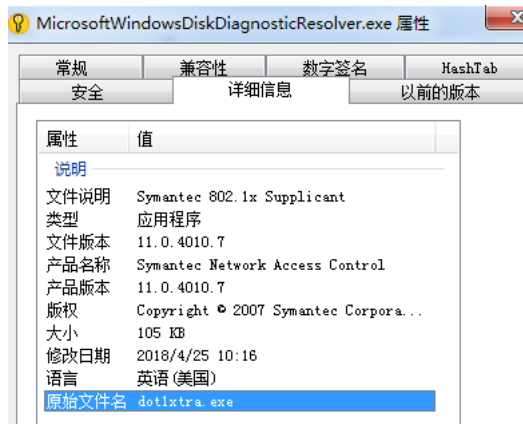 MicrosoftWindowsDiskDiagnosticResolver.exe 属性
常规 兼容性 数字签名 HashTab
安全 详细信息 以前的版本
属性 值
说明
文件说明 Symantec 802.1x Supplicant
类型 应用程序
文件版本 11.0.4010.7
产品名称 Symantec Network Access Control
产品版本 11.0.4010.7
版权 Copyright © 2007 Symantec Corpora...
大小 105 KB
修改日期 2018/4/25 10:16
语言 英语(美国)
原始文件名 dot1xtra.exe